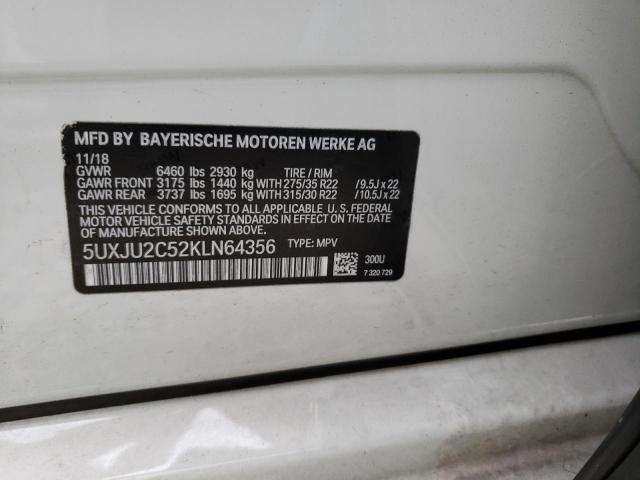 MFD BY BAYERISCHE MOTOREN WERKE AG
11/18
GVWR 6460 lbs 2930 kg TIRE / RIM
GAWR FRONT 3175 lbs 1440 kg WITH 275/35 R22 / 9.5J x 22
GAWR REAR 3737 lbs 1695 kg WITH 315/30 R22 / 10.5J x 22
THIS VEHICLE CONFORMS TO ALL APPLICABLE U.S. FEDERAL
MOTOR VEHICLE SAFETY STANDARDS IN EFFECT ON THE DATE
OF MANUFACTURE SHOWN ABOVE.
5UXJU2C52KLN64356 TYPE: MPV
300U
7 320 729